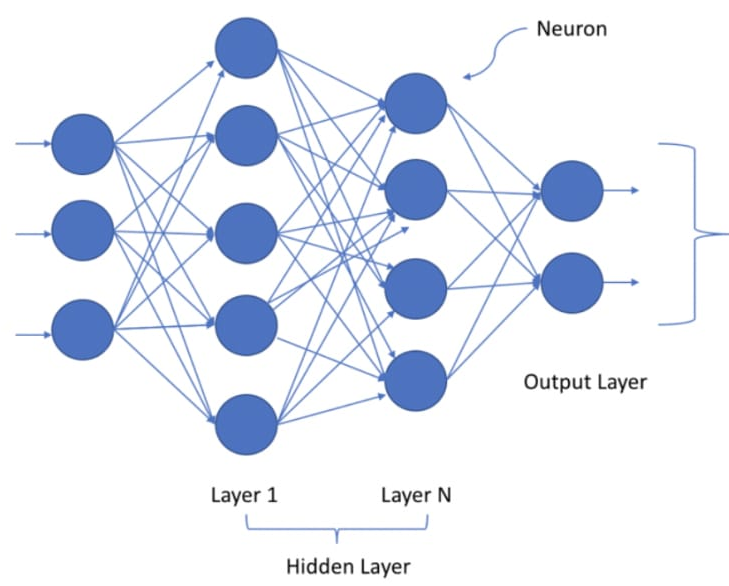 Neuron
Output Layer
Layer 1
Layer N
Hidden Layer